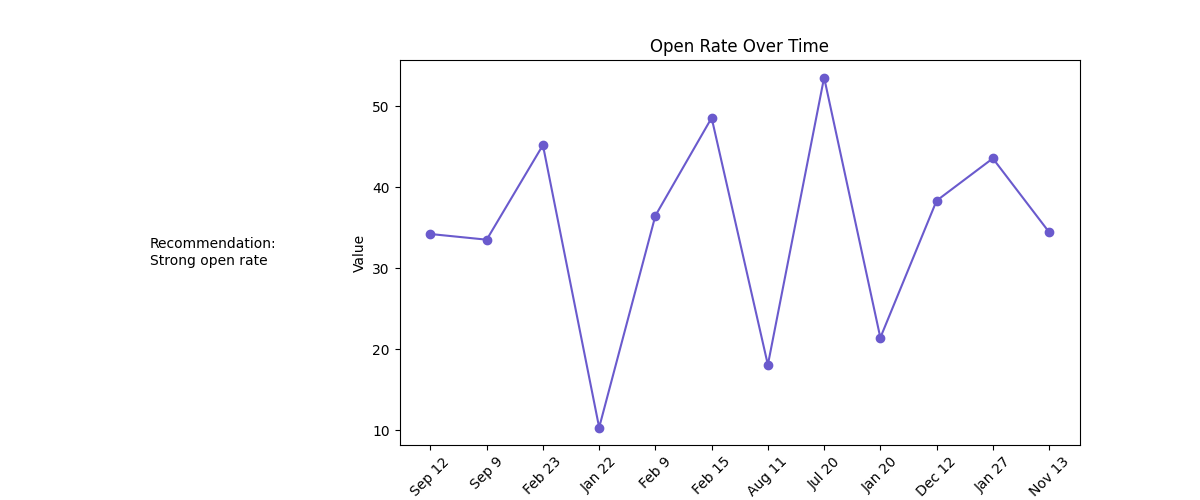 Open Rate Over Time
Recommendation:
Strong open rate
Value
50
40
30
20
10
Sep 12
Sep 9
Feb 23
Jan 22
Feb 9
Feb 15
Aug 11
Jul 20
Jan 20
Dec 12
Jan 27
Nov 13